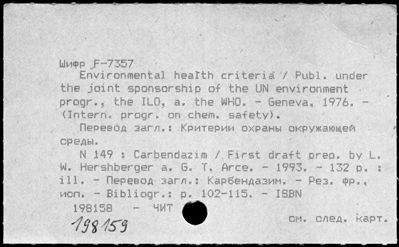 Шифр F-7357
Environmental health criteria / Publ. under
the joint sponsorship of the UN environment
progr., the ILO, a. the WHO. - Geneva, 1976. -
(Intern. progr. on chem. safety).
Перевод загл.: Критерии охраны окружающей
среды.
N 149 : Carbendazim / First draft prep. by L.
W. Hershberger a. G. T. Arce. - 1993. - 132 p. :
ill. - Перевод загл.: Карбендазим. - Рез. фр.,
исп. - Bibliogr.: p. 102-115. - ISBN
198158 - ЧИТ
198159
см. след. карт.